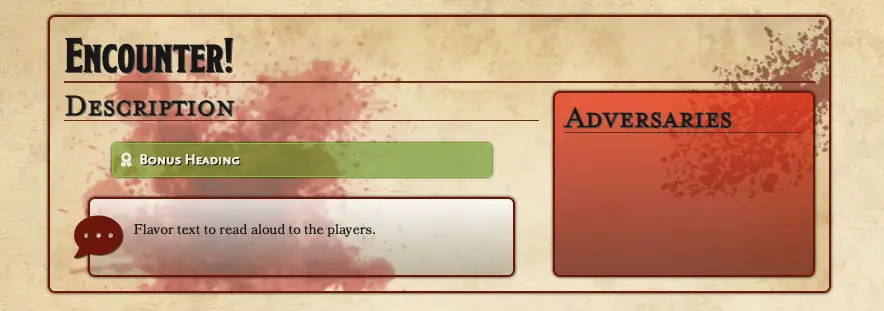 Encounter!
Description
Bonus Heading
Flavor text to read aloud to the players.
Adversaries